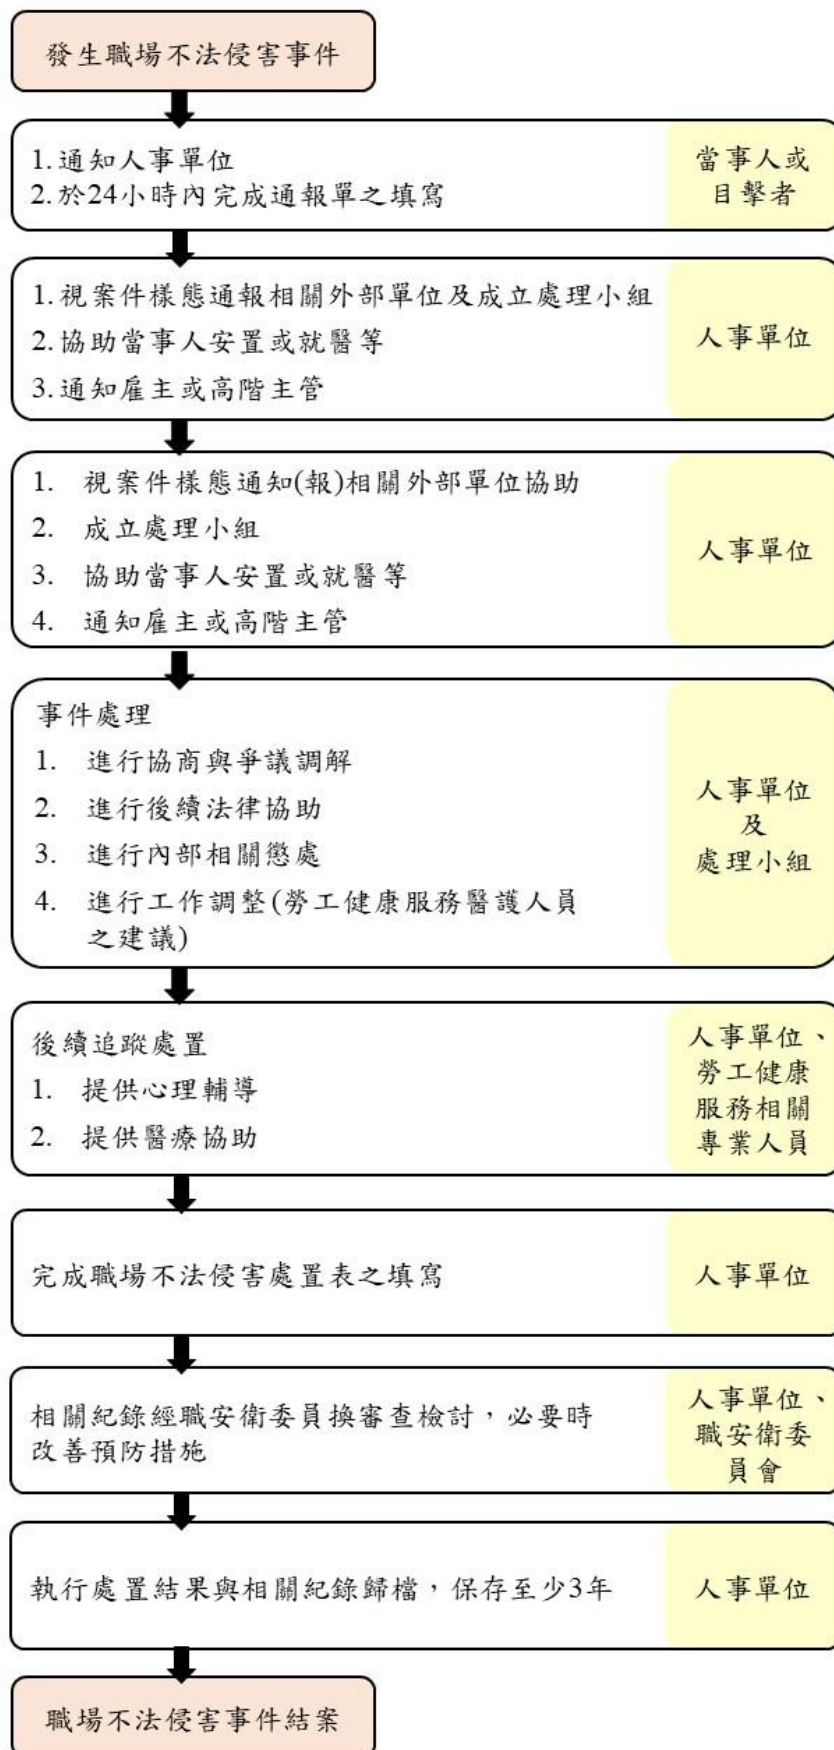 發生職場不法侵害事件
1.通知人事單位
2.於24小時內完成通報單之填寫
當事人或
目擊者
1.視案件樣態通報相關外部單位及成立處理小組
2.協助當事人安置或就醫等
3.通知雇主或高階主管
人事單位
1. 視案件樣態通知(報)相關外部單位協助
2. 成立處理小組
3. 協助當事人安置或就醫等
4. 通知雇主或高階主管
人事單位
事件處理
1. 進行協商與爭議調解
2. 進行後續法律協助
3. 進行內部相關懲處
4. 進行工作調整(勞工健康服務醫護人員
之建議)
人事單位
及
處理小組
後續追蹤處置
1. 提供心理輔導
2. 提供醫療協助
人事單位、
勞工健康
服務相關
專業人員
完成職場不法侵害處置表之填寫
人事單位
相關紀錄經職安衛委員換審查檢討，必要時
改善預防措施
人事單位、
職安衛委
員會
執行處置結果與相關紀錄歸檔，保存至少3年
人事單位
職場不法侵害事件結案